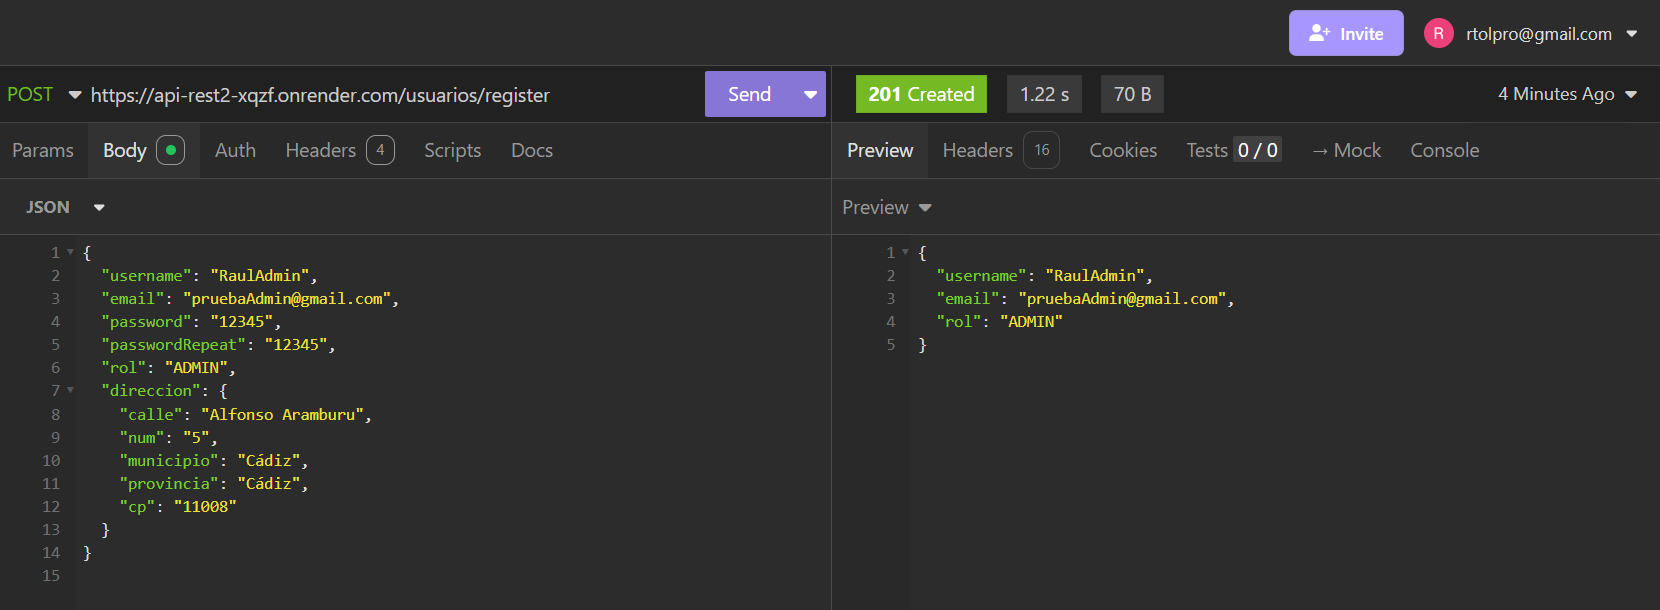 Invite
R rtolpro@gmail.com
POST https://api-rest2-xqzf.onrender.com/usuarios/register Send
201 Created 1.22 s 70 B 4 Minutes Ago
Params Body Auth Headers 4 Scripts Docs
Preview Headers 16 Cookies Tests 0 / 0 → Mock Console
JSON
Preview
1 {
2 "username": "RaulAdmin",
3 "email": "pruebaAdmin@gmail.com",
4 "password": "12345",
5 "passwordRepeat": "12345",
6 "rol": "ADMIN",
7 "direccion": {
8 "calle": "Alfonso Aramburu",
9 "num": "5",
10 "municipio": "Cádiz",
11 "provincia": "Cádiz",
12 "cp": "11008"
13 }
14 }
15
1 {
2 "username": "RaulAdmin",
3 "email": "pruebaAdmin@gmail.com",
4 "rol": "ADMIN"
5 }